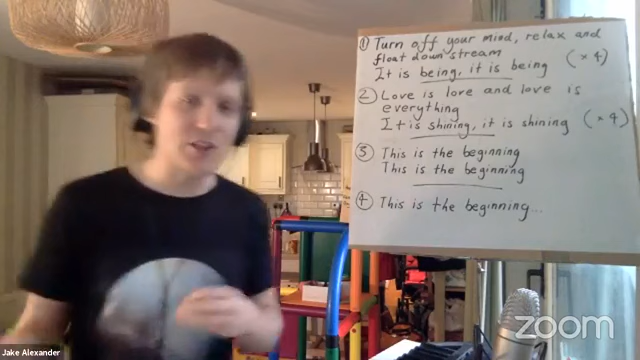 ① Turn off your mind, relax and
float down stream
(×4)
It is being, it is being
② Love is love and love is
everything
It is shining, it is shining (×4)
③ This is the beginning
This is the beginning
④ This is the beginning...
Jake Alexander
zoom